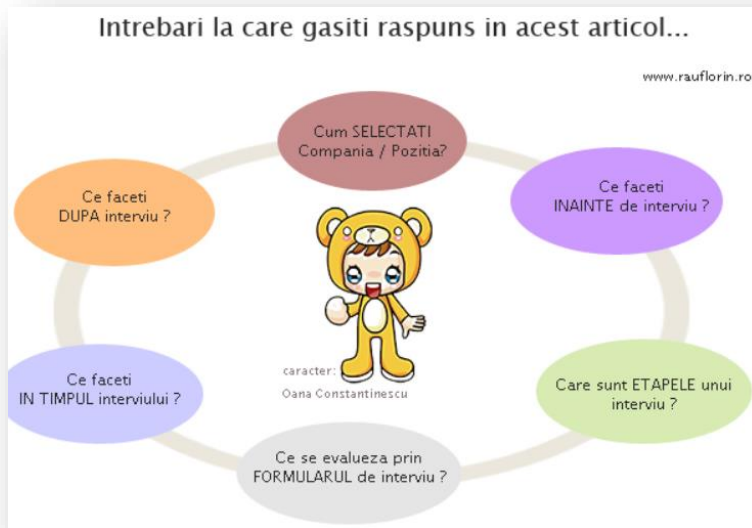 Intrebari la care gasiti raspuns in acest articol...
www.rauflorin.ro
Cum SELECTATI
Compania / Pozitia?
Ce faceti
INAINTE de interviu ?
Care sunt ETAPELE unui
interviu ?
Ce se evalueza prin
FORMULARUL de interviu ?
Ce faceti
IN TIMPUL interviului ?
Ce faceti
DUPA interviu ?
caracter:
Oana Constantinescu